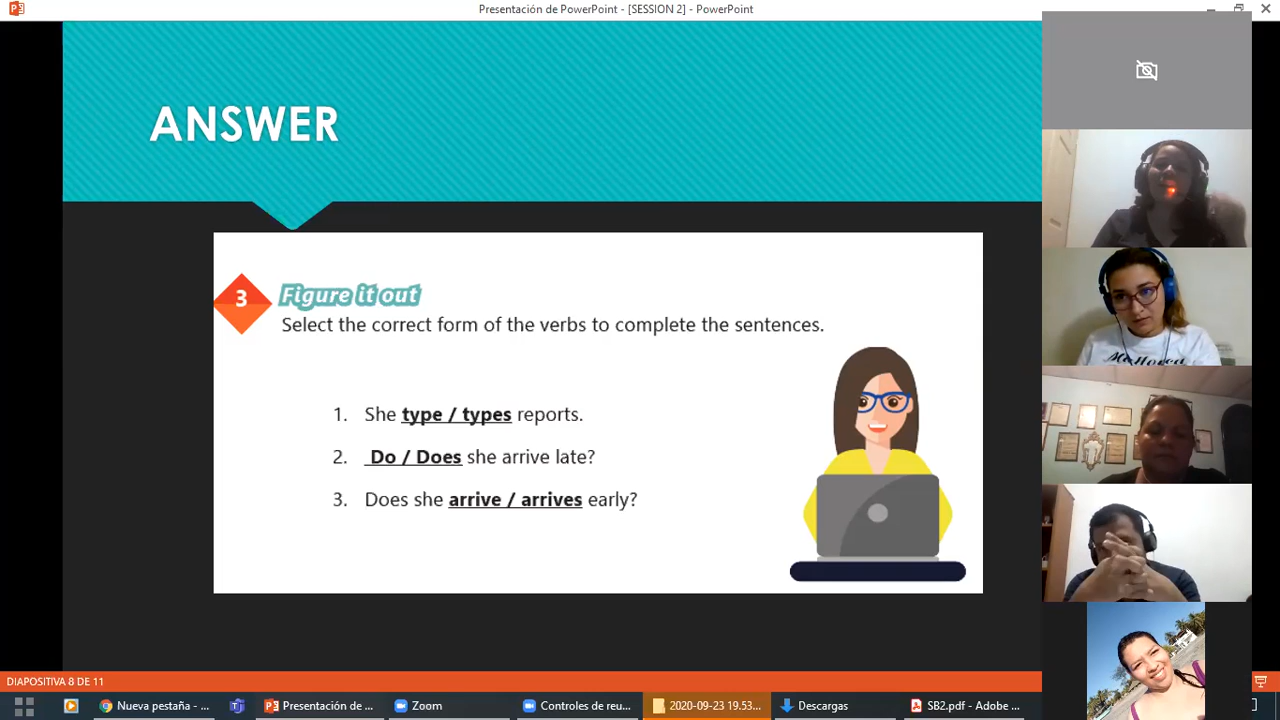 Presentación de PowerPoint - [SESSION 2] - PowerPoint
ANSWER
3
Figure it out
Select the correct form of the verbs to complete the sentences.
1. She type / types reports.
2. Do / Does she arrive late?
3. Does she arrive / arrives early?
DIAPOSITIVA 8 DE 11
Nueva pestaña - ...
Presentación de ...
Zoom
Controles de reu...
2020-09-23 19.53...
Descargas
SB2.pdf - Adobe ...